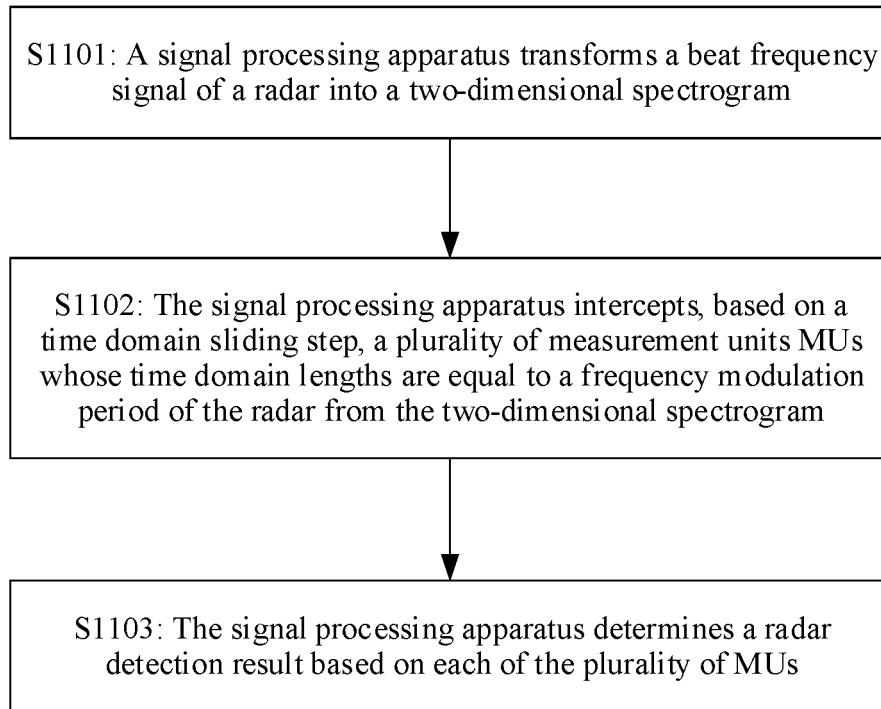 S1101: A signal processing apparatus transforms a beat frequency
signal of a radar into a two-dimensional spectrogram
S1102: The signal processing apparatus intercepts, based on a
time domain sliding step, a plurality of measurement units MUs
whose time domain lengths are equal to a frequency modulation
period of the radar from the two-dimensional spectrogram
S1103: The signal processing apparatus determines a radar
detection result based on each of the plurality of MUs